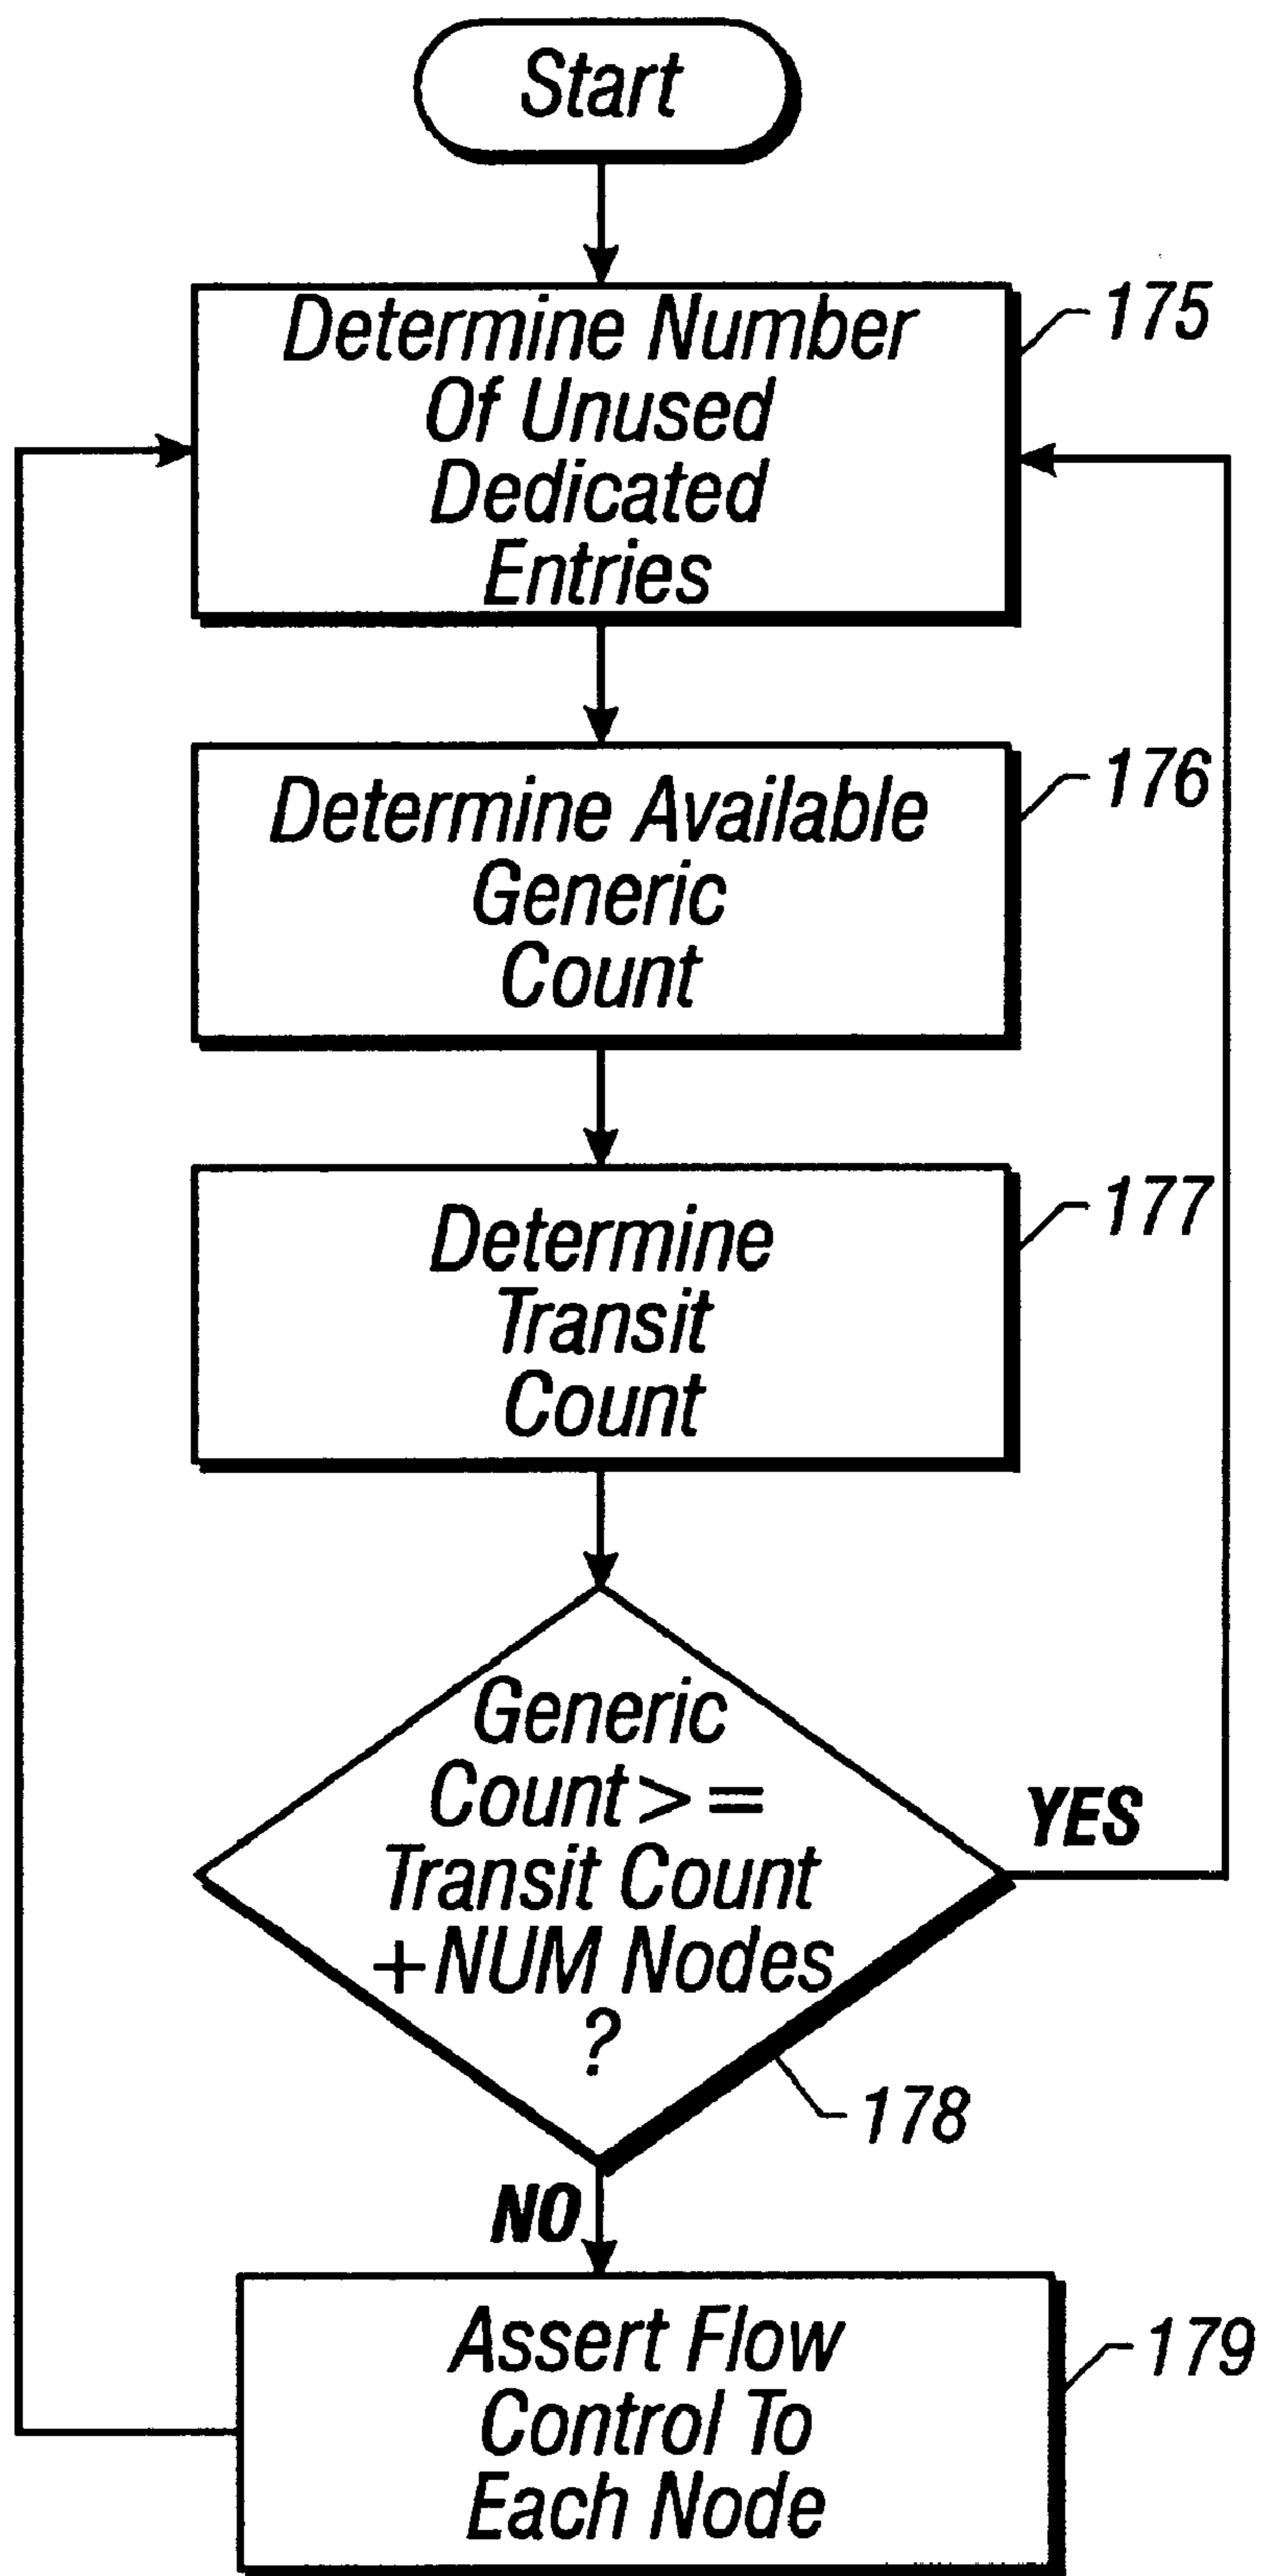 Start
Determine Number
Of Unused
Dedicated
Entries
175
Determine Available
Generic
Count
176
Determine
Transit
Count
177
Generic
Count >=
Transit Count
+NUM Nodes
?
YES
178
NO
Assert Flow
Control To
Each Node
179